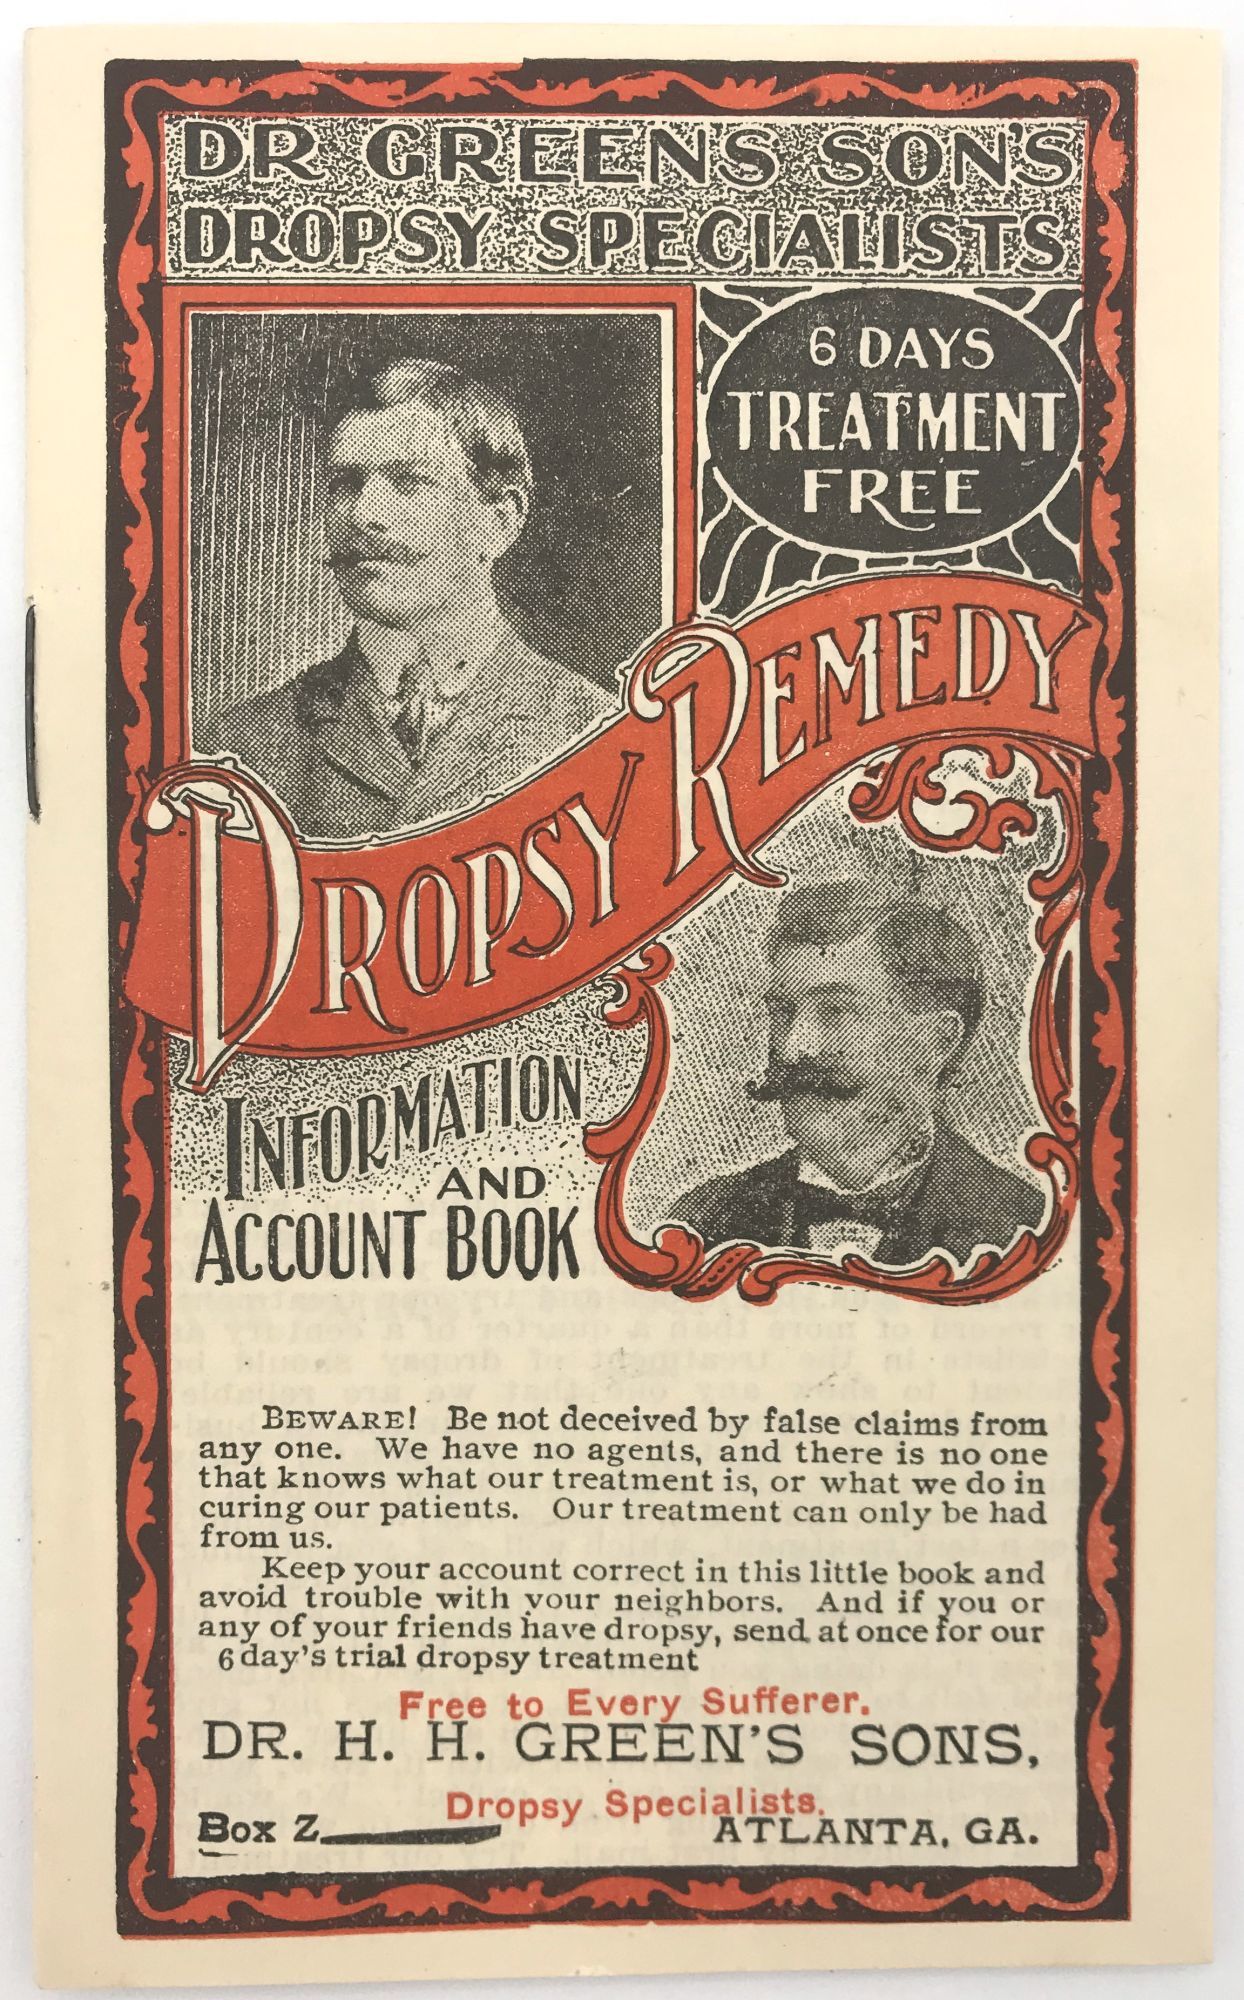 DR GREEN'S SON'S
DROPSY SPECIALISTS
6 DAYS
TREATMENT
FREE
DROPSY REMEDY
INFORMATION
AND
ACCOUNT BOOK
BEWARE! Be not deceived by false claims from
any one. We have no agents, and there is no one
that knows what our treatment is, or what we do in
curing our patients. Our treatment can only be had
from us.
Keep your account correct in this little book and
avoid trouble with your neighbors. And if you or
any of your friends have dropsy, send at once for our
6 day's trial dropsy treatment
Free to Every Sufferer.
DR. H. H. GREEN'S SONS,
Dropsy Specialists.
Box Z ATLANTA, GA.